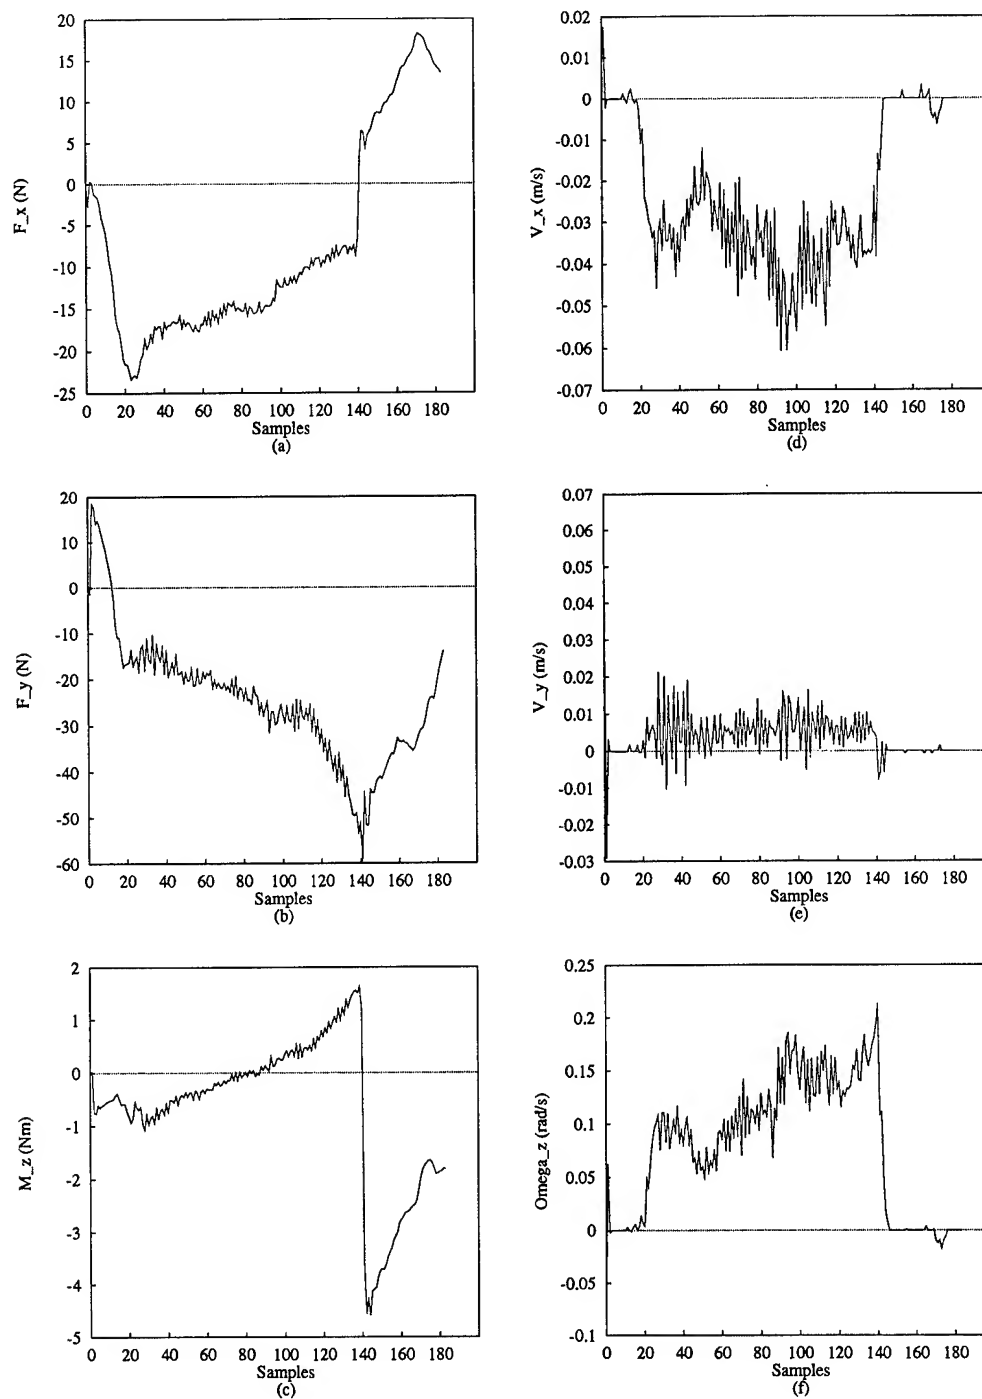 20
15
10
5
0
-5
-10
-15
-20
-25
F_x (N)
0 20 40 60 80 100 120 140 160 180
Samples
(a)
0.02
0.01
0
-0.01
-0.02
-0.03
-0.04
-0.05
-0.06
-0.07
V_x (m/s)
0 20 40 60 80 100 120 140 160 180
Samples
(d)
20
10
0
-10
-20
-30
-40
-50
-60
F_y (N)
0 20 40 60 80 100 120 140 160 180
Samples
(b)
0.07
0.06
0.05
0.04
0.03
0.02
0.01
0
-0.01
-0.02
-0.03
V_y (m/s)
0 20 40 60 80 100 120 140 160 180
Samples
(e)
2
1
0
-1
-2
-3
-4
-5
M_z (Nm)
0 20 40 60 80 100 120 140 160 180
Samples
(c)
0.25
0.2
0.15
0.1
0.05
0
-0.05
-0.1
Omega_z (rad/s)
0 20 40 60 80 100 120 140 160 180
Samples
(f)